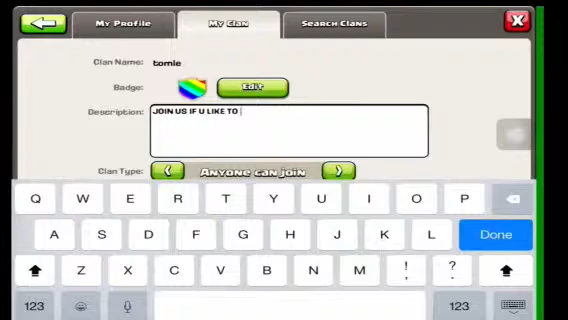 My Profile
My Clan
Search Clans
X
Clan Name: tomle
Badge: Edit
Description: JOIN US IF U LIKE TO
Clan Type: Anyone can join
Q W E R T Y U I O P
A S D F G H J K L Done
Z X C V B N M ! , ? .
123 123